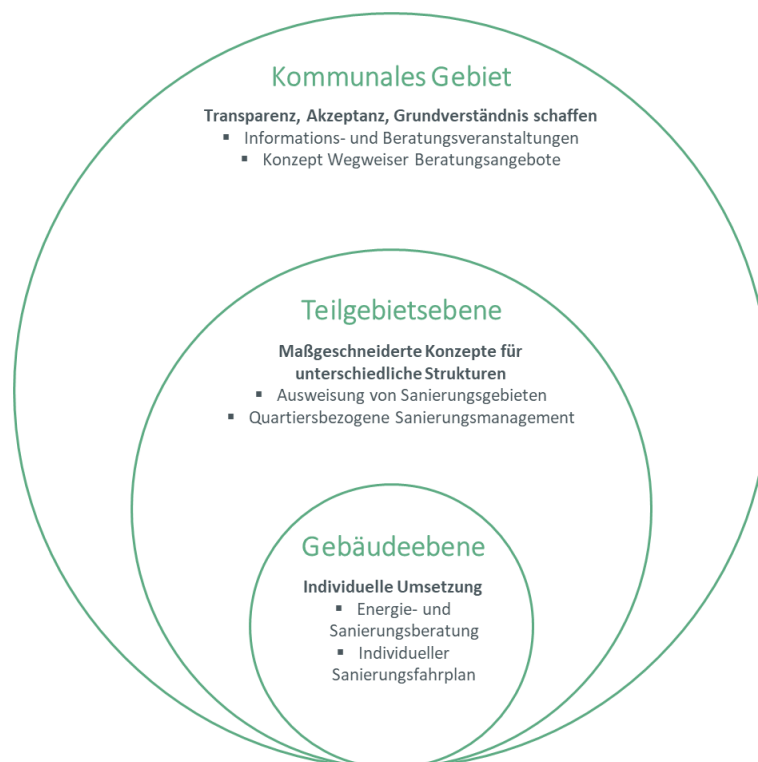 Kommunales Gebiet
Transparenz, Akzeptanz, Grundverständnis schaffen
▪ Informations- und Beratungsveranstaltungen
▪ Konzept Wegweiser Beratungsangebote
Teilgebietsebene
Maßgeschneiderte Konzepte für
unterschiedliche Strukturen
▪ Ausweisung von Sanierungsgebieten
▪ Quartiersbezogene Sanierungsmanagement
Gebäudeebene
Individuelle Umsetzung
▪ Energie- und
Sanierungsberatung
▪ Individueller
Sanierungsfahrplan